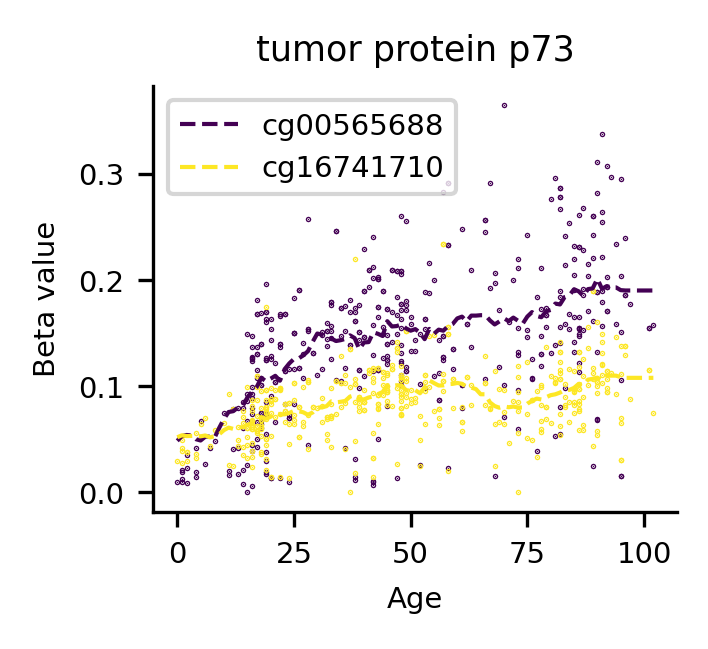 tumor protein p73
cg00565688
cg16741710
Beta value
0.3
0.2
0.1
0.0
0 25 50 75 100
Age